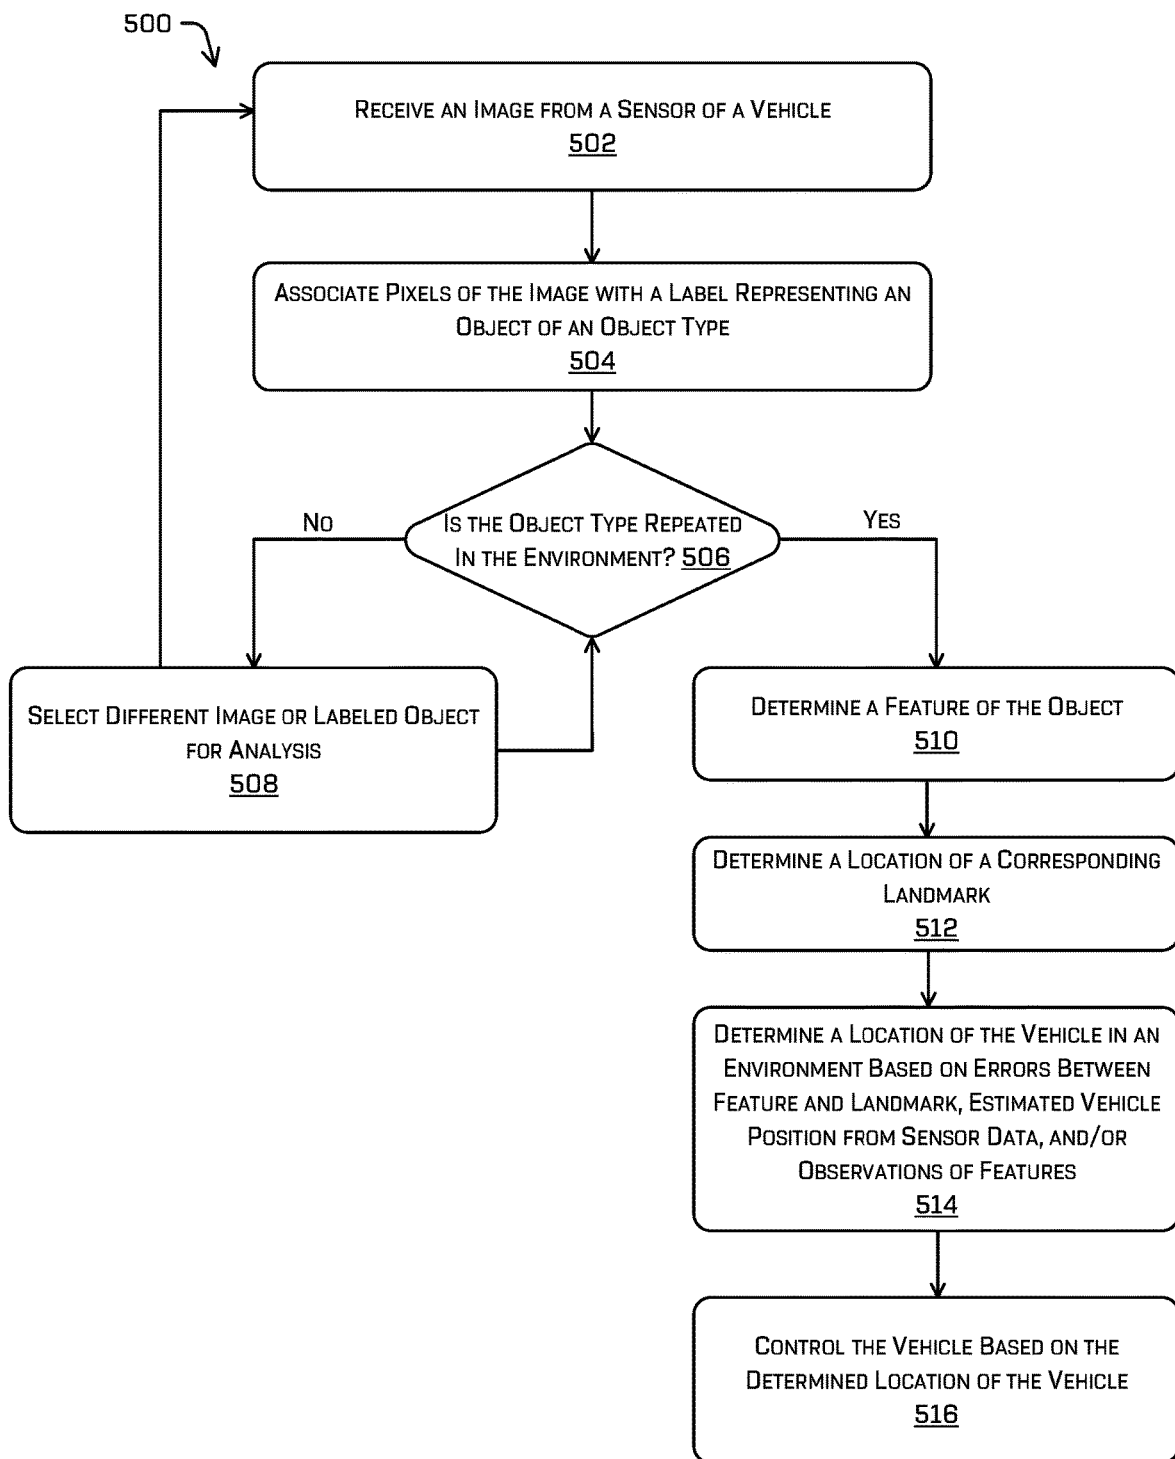 500
RECEIVE AN IMAGE FROM A SENSOR OF A VEHICLE
502
ASSOCIATE PIXELS OF THE IMAGE WITH A LABEL REPRESENTING AN
OBJECT OF AN OBJECT TYPE
504
NO
IS THE OBJECT TYPE REPEATED
IN THE ENVIRONMENT? 506
YES
SELECT DIFFERENT IMAGE OR LABELED OBJECT
FOR ANALYSIS
508
DETERMINE A FEATURE OF THE OBJECT
510
DETERMINE A LOCATION OF A CORRESPONDING
LANDMARK
512
DETERMINE A LOCATION OF THE VEHICLE IN AN
ENVIRONMENT BASED ON ERRORS BETWEEN
FEATURE AND LANDMARK, ESTIMATED VEHICLE
POSITION FROM SENSOR DATA, AND/OR
OBSERVATIONS OF FEATURES
514
CONTROL THE VEHICLE BASED ON THE
DETERMINED LOCATION OF THE VEHICLE
516